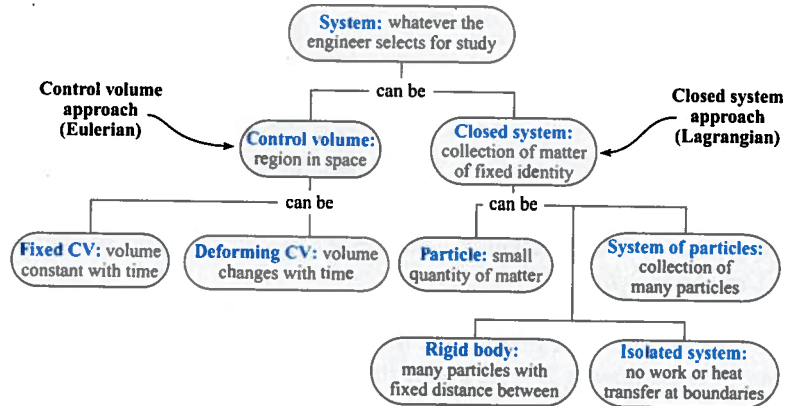 System: whatever the
engineer selects for study
can be
Control volume
approach
(Eulerian)
Closed system
approach
(Lagrangian)
Control volume:
region in space
Closed system:
collection of matter
of fixed identity
can be
can be
Fixed CV: volume
constant with time
Deforming CV: volume
changes with time
Particle: small
quantity of matter
System of particles:
collection of
many particles
Rigid body:
many particles with
fixed distance between
Isolated system:
no work or heat
transfer at boundaries